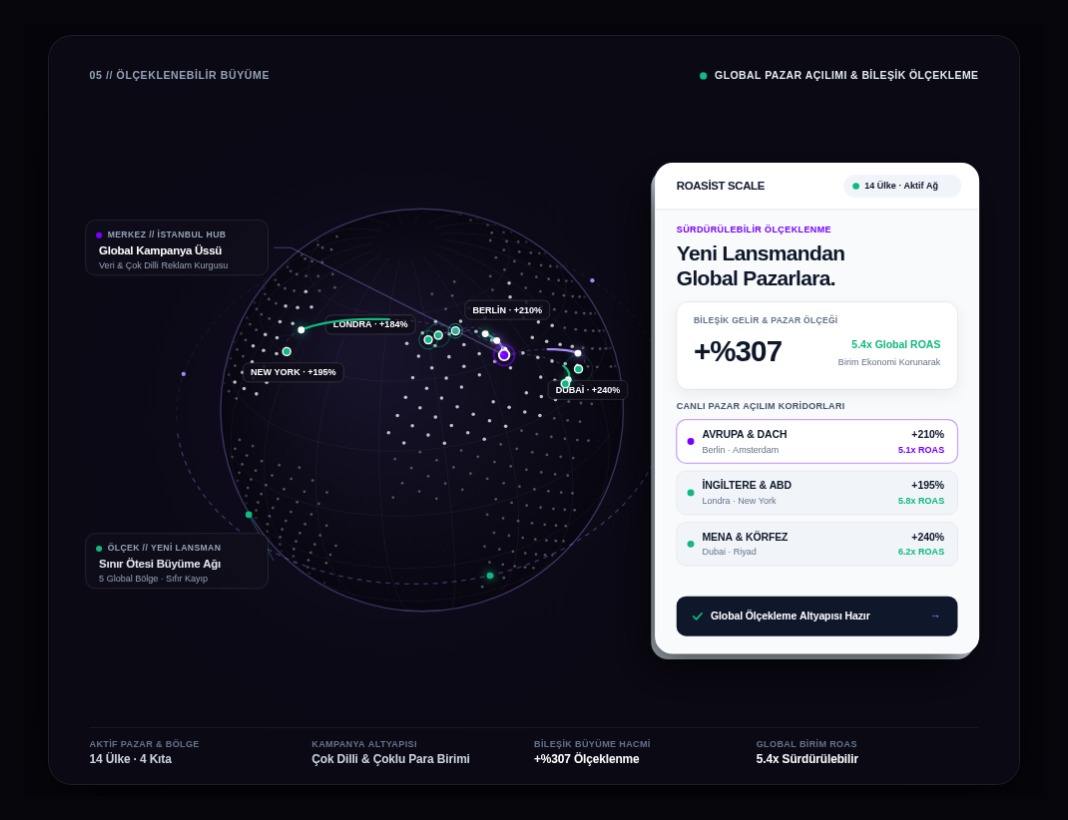 05 // ÖLÇEKLENEBİLİR BÜYÜME
GLOBAL PAZAR AÇILIMI & BİLEŞİK ÖLÇEKLEME
MERKEZ // İSTANBUL HUB
Global Kampanya Üssü
Veri & Çok Dilli Reklam Kurgusu
LONDRA · +184%
BERLİN · +210%
NEW YORK · +195%
DUBAİ · +240%
ÖLÇEK // YENİ LANSMAN
Sınır Ötesi Büyüme Ağı
5 Global Bölge · Sıfır Kayıp
ROASİST SCALE
14 Ülke · Aktif Ağ
SÜRDÜRÜLEBİLİR ÖLÇEKLENME
Yeni Lansmandan
Global Pazarlara.
BİLEŞİK GELİR & PAZAR ÖLÇEĞİ
+%307
5.4x Global ROAS
Birim Ekonomi Korunarak
CANLI PAZAR AÇILIM KORİDORLARI
AVRUPA & DACH
+210%
Berlin · Amsterdam
5.1x ROAS
İNGİLTERE & ABD
+195%
Londra · New York
5.8x ROAS
MENA & KÖRFEZ
+240%
Dubai · Riyad
6.2x ROAS
Global Ölçekleme Altyapısı Hazır →
AKTİF PAZAR & BÖLGE
14 Ülke · 4 Kıta
KAMPANYA ALTYAPISI
Çok Dilli & Çoklu Para Birimi
BİLEŞİK BÜYÜME HACMİ
+%307 Ölçeklenme
GLOBAL BİRİM ROAS
5.4x Sürdürülebilir